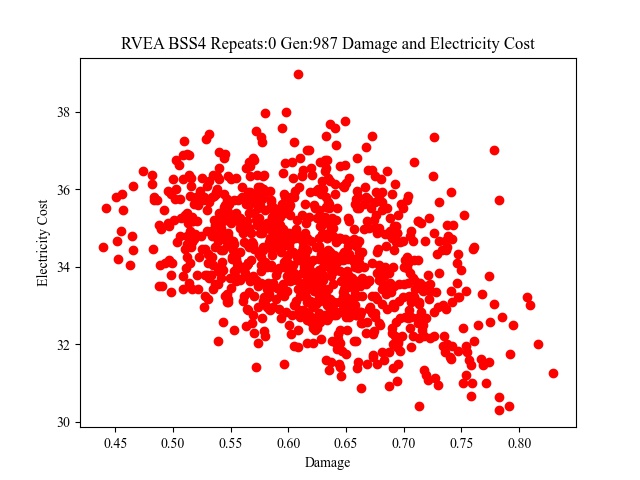 RVEA BSS4 Repeats:0 Gen:987 Damage and Electricity Cost
Electricity Cost
38
36
34
32
30
0.45 0.50 0.55 0.60 0.65 0.70 0.75 0.80
Damage